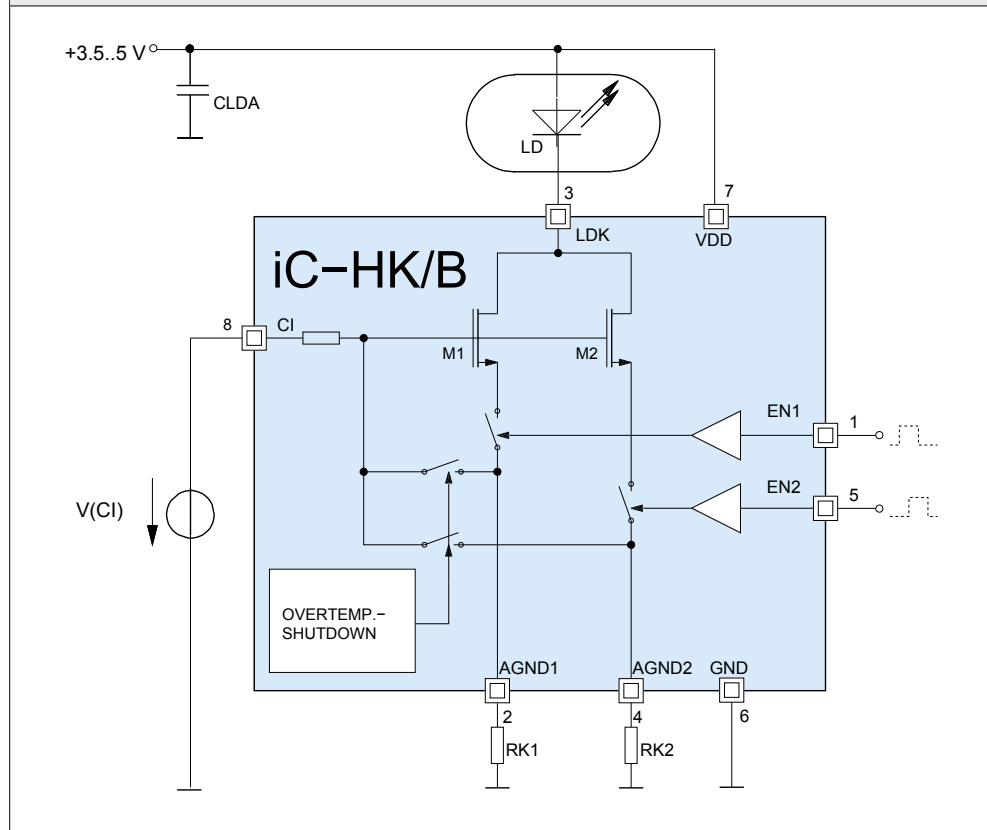 +3.5..5 V
CLDA
LD
3
7
LDK
VDD
iC-HK/B
8
CI
M1
M2
EN1
1
EN2
5
V(CI)
OVERTEMP.-
SHUTDOWN
AGND1
AGND2
GND
2
4
6
RK1
RK2